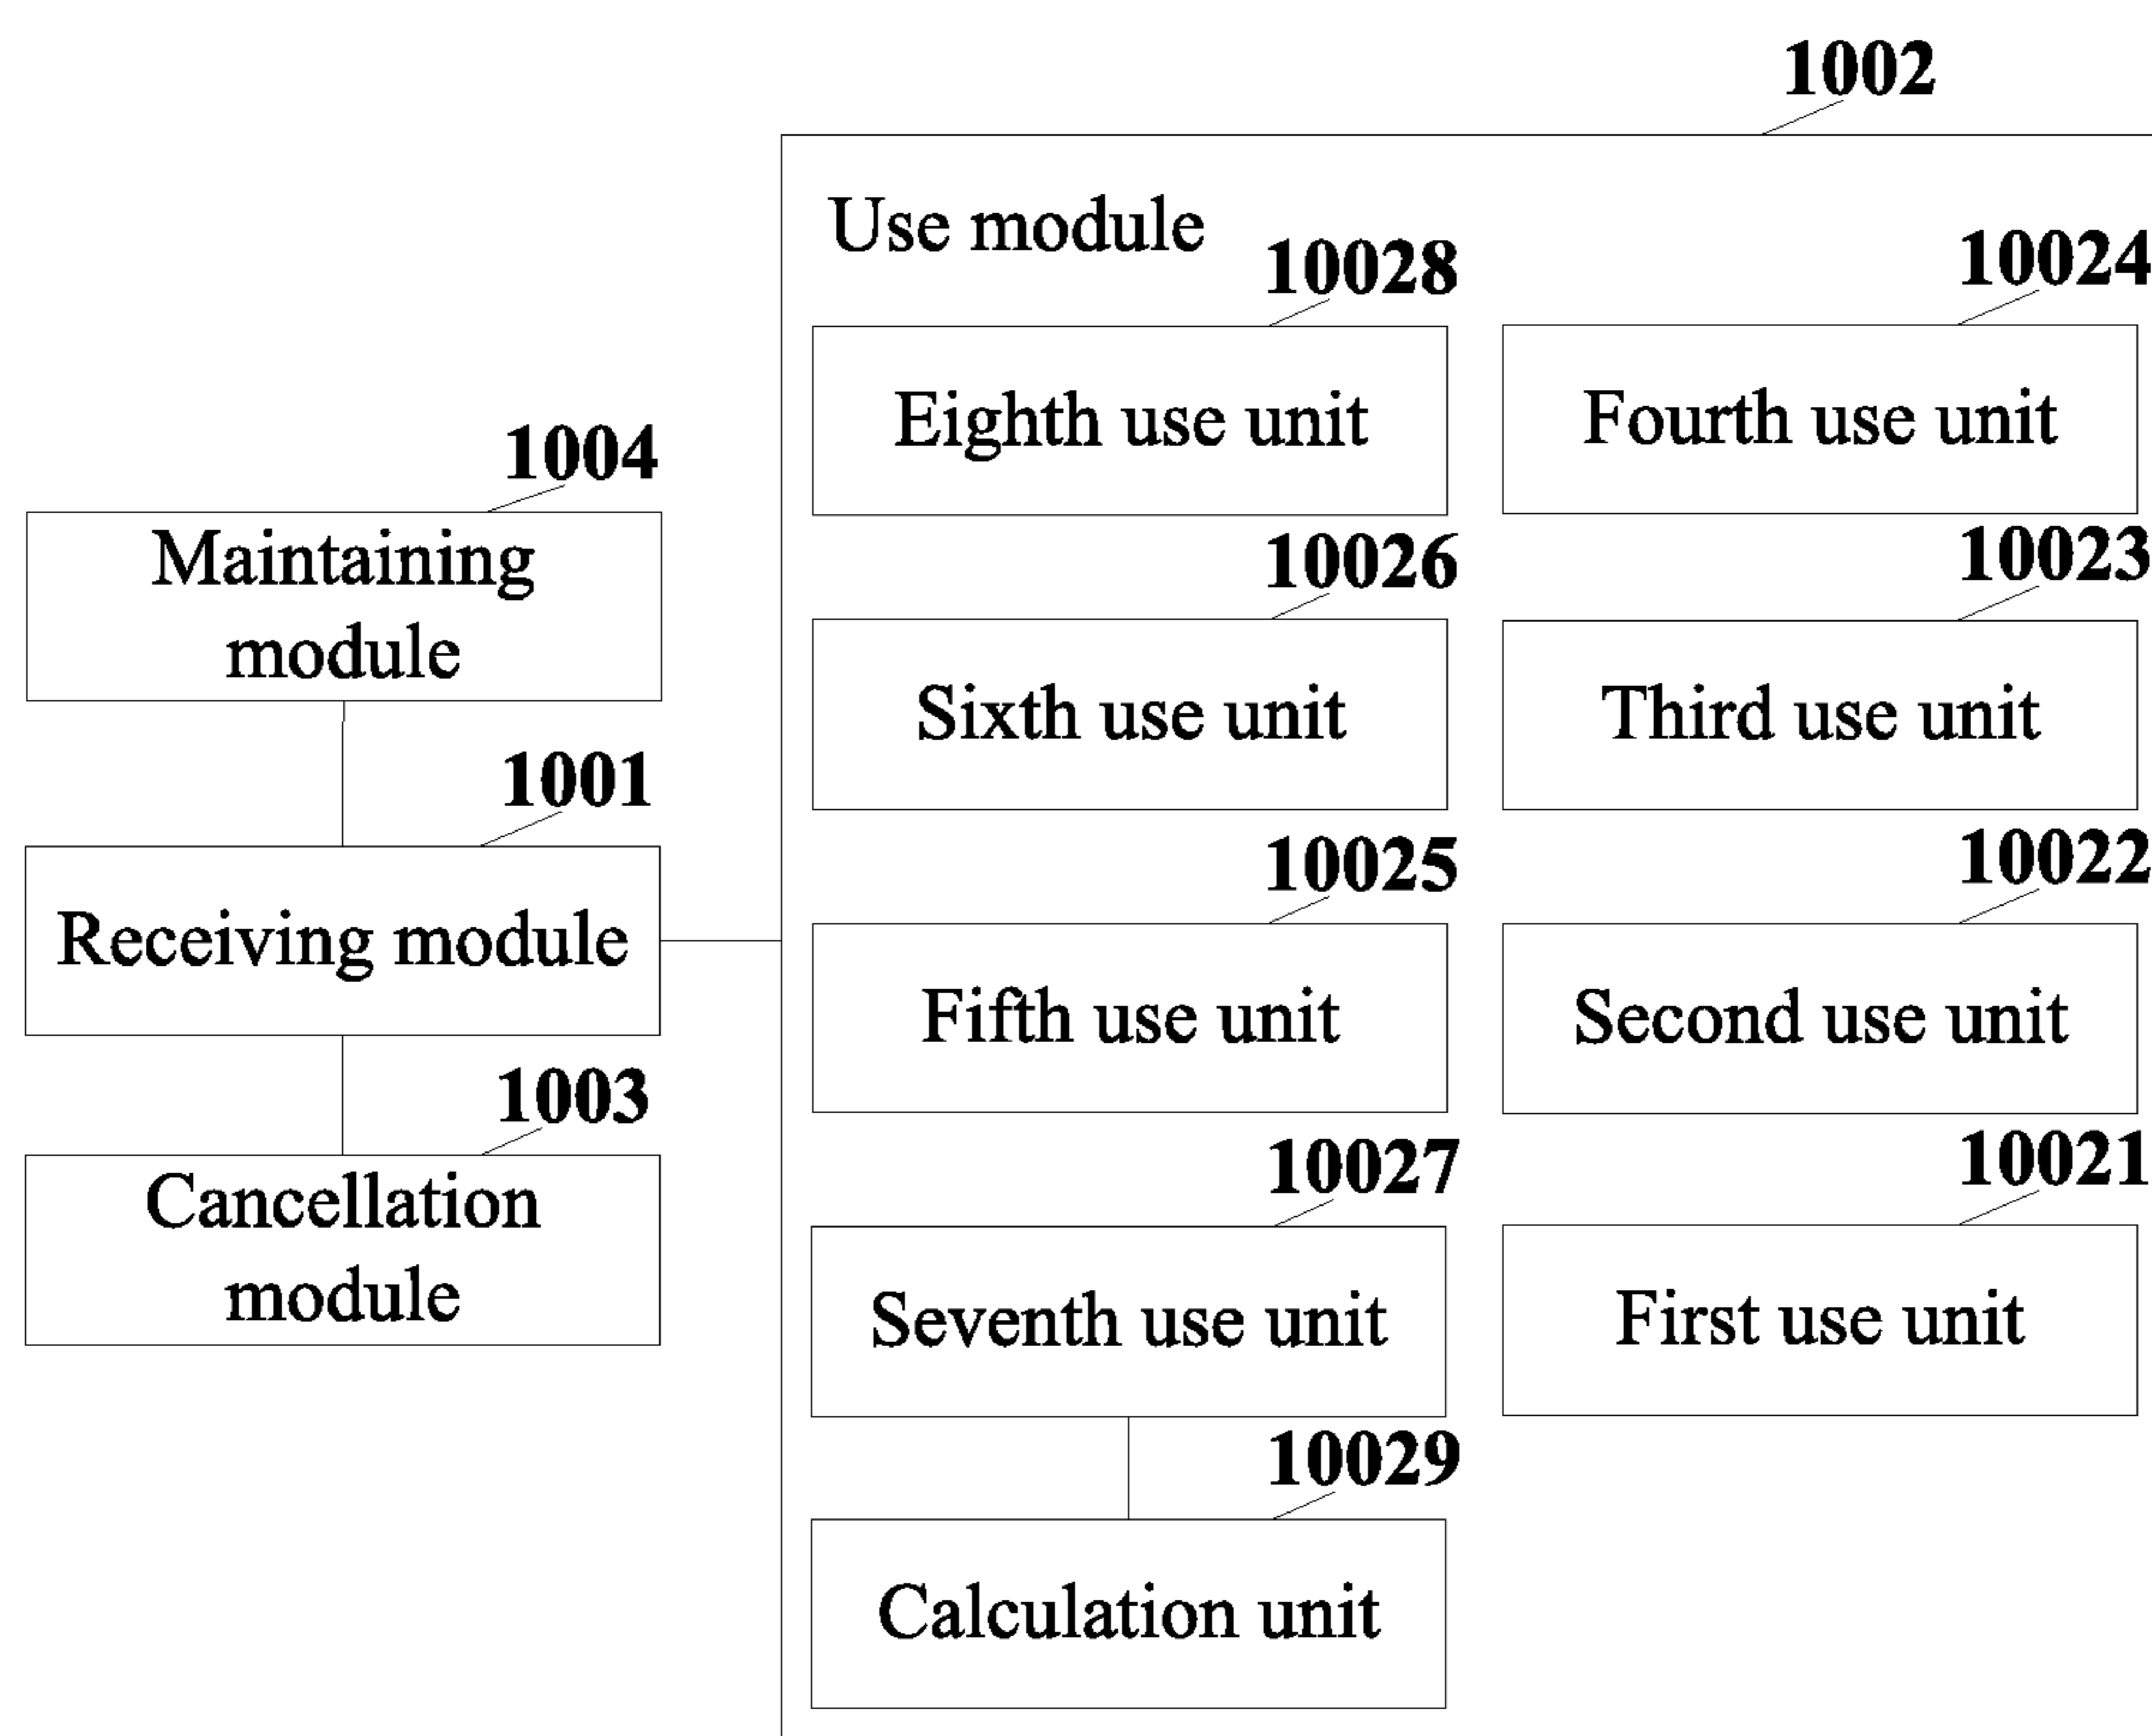 1002
Use module
10028
10024
Eighth use unit
Fourth use unit
1004
Maintaining
module
10026
10023
Sixth use unit
Third use unit
1001
Receiving module
10025
10022
Fifth use unit
Second use unit
1003
Cancellation
module
10027
10021
Seventh use unit
First use unit
10029
Calculation unit